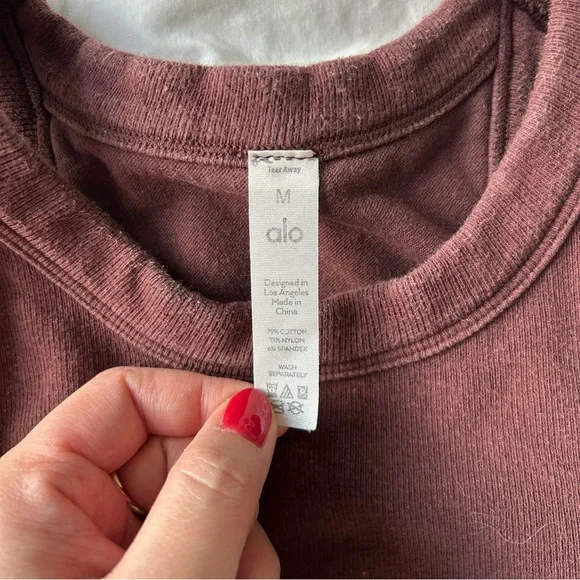 Tear Away
M
alo
Designed in
Los Angeles
Made in
China
79% COTTON
15% NYLON
6% SPANDEX
WASH
SEPARATELY